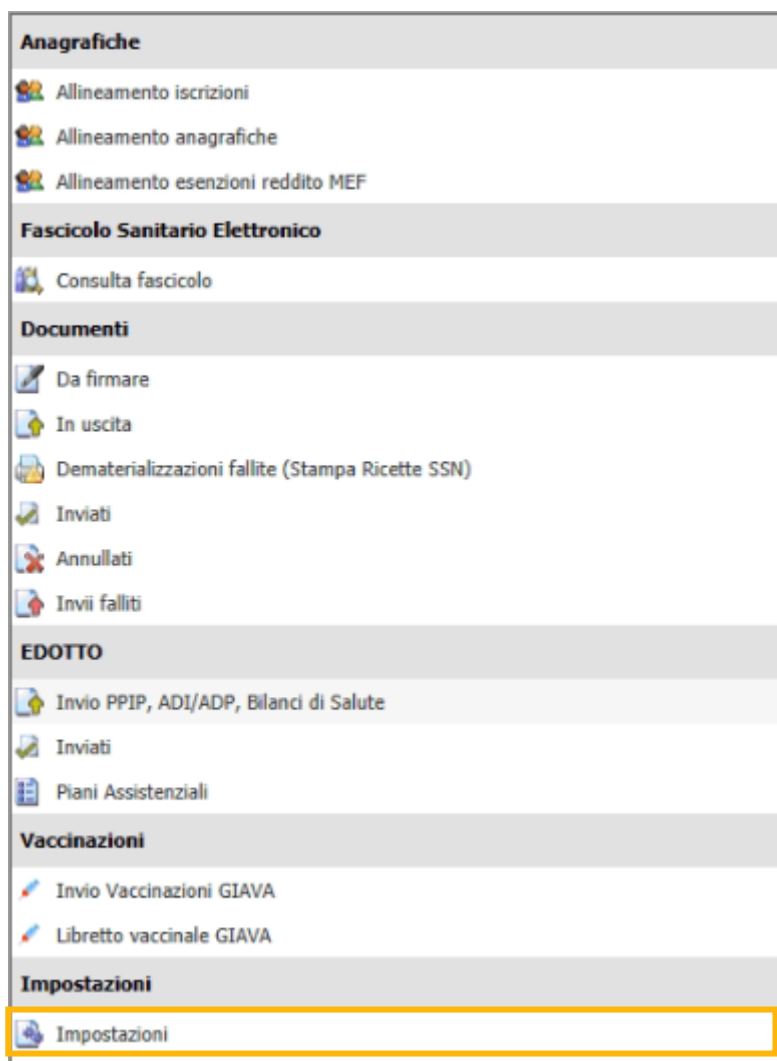 Anagrafiche
Allineamento iscrizioni
Allineamento anagrafiche
Allineamento esenzioni reddito MEF
Fascicolo Sanitario Elettronico
Consulta fascicolo
Documenti
Da firmare
In uscita
Dematerializzazioni fallite (Stampa Ricette SSN)
Inviati
Annullati
Invii falliti
EDOTTO
Invio PPIP, ADI/ADP, Bilanci di Salute
Inviati
Piani Assistenziali
Vaccinazioni
Invio Vaccinazioni GIAVA
Libretto vaccinale GIAVA
Impostazioni
Impostazioni